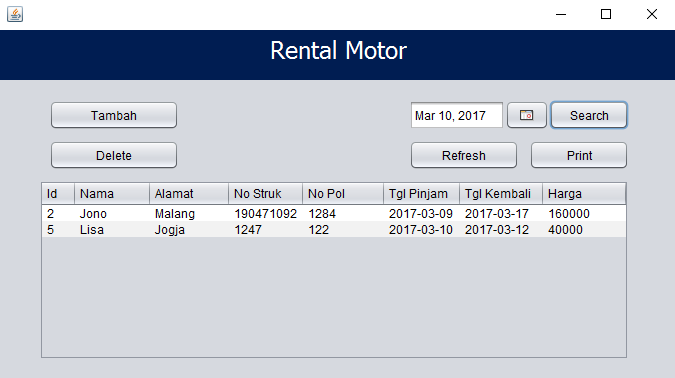 Rental Motor
Tambah Mar 10, 2017 Search
Delete Refresh Print
Id Nama Alamat No Struk No Pol Tgl Pinjam Tgl Kembali Harga
2 Jono Malang 190471092 1284 2017-03-09 2017-03-17 160000
5 Lisa Jogja 1247 122 2017-03-10 2017-03-12 40000